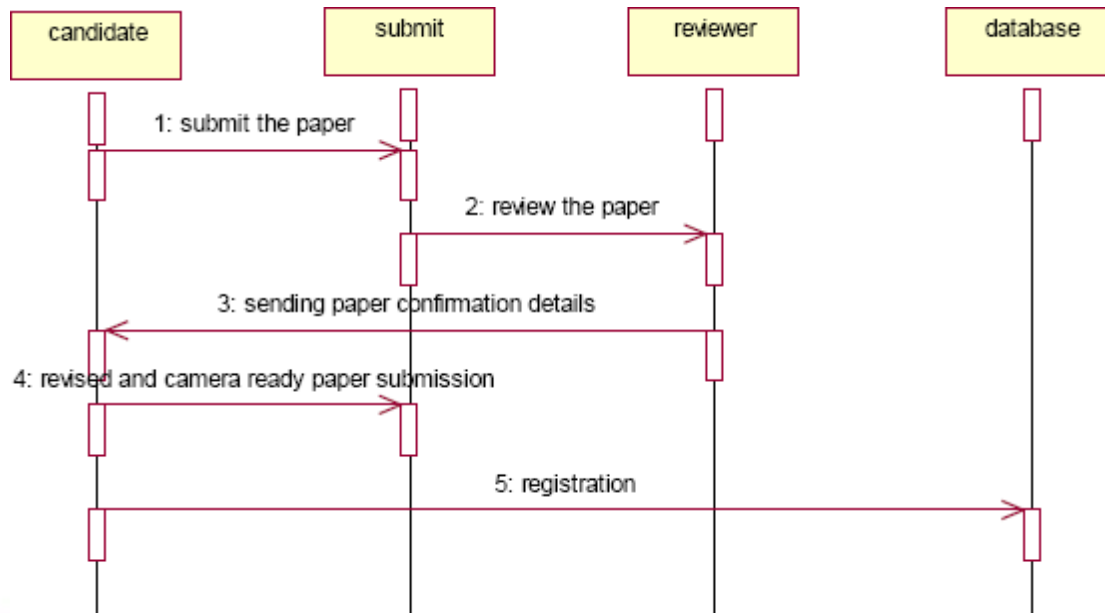 candidate
submit
reviewer
database
1: submit the paper
2: review the paper
3: sending paper confirmation details
4: revised and camera ready paper submission
5: registration